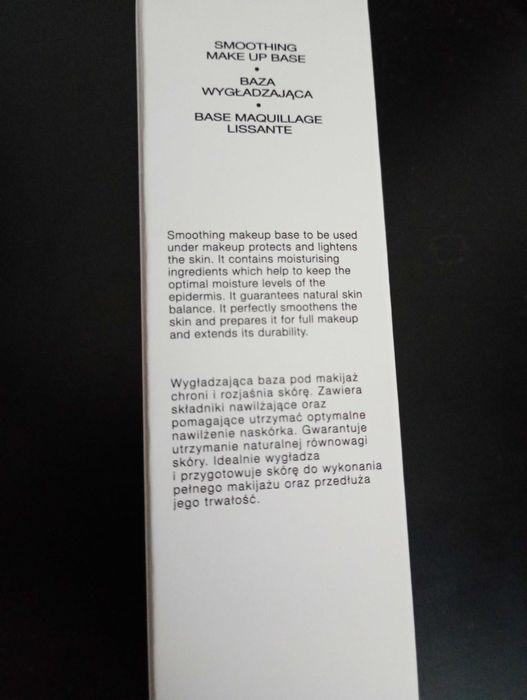 SMOOTHING
MAKE UP BASE
•
BAZA
WYGŁADZAJĄCA
•
BASE MAQUILLAGE
LISSANTE
Smoothing makeup base to be used
under makeup protects and lightens
the skin. It contains moisturising
ingredients which help to keep the
optimal moisture levels of the
epidermis. It guarantees natural skin
balance. It perfectly smoothens the
skin and prepares it for full makeup
and extends its durability.
Wygładzająca baza pod makijaż
chroni i rozjaśnia skórę. Zawiera
składniki nawilżające oraz
pomagające utrzymać optymalne
nawilżenie naskórka. Gwarantuje
utrzymanie naturalnej równowagi
skóry. Idealnie wygładza
i przygotowuje skórę do wykonania
pełnego makijażu oraz przedłuża
jego trwałość.